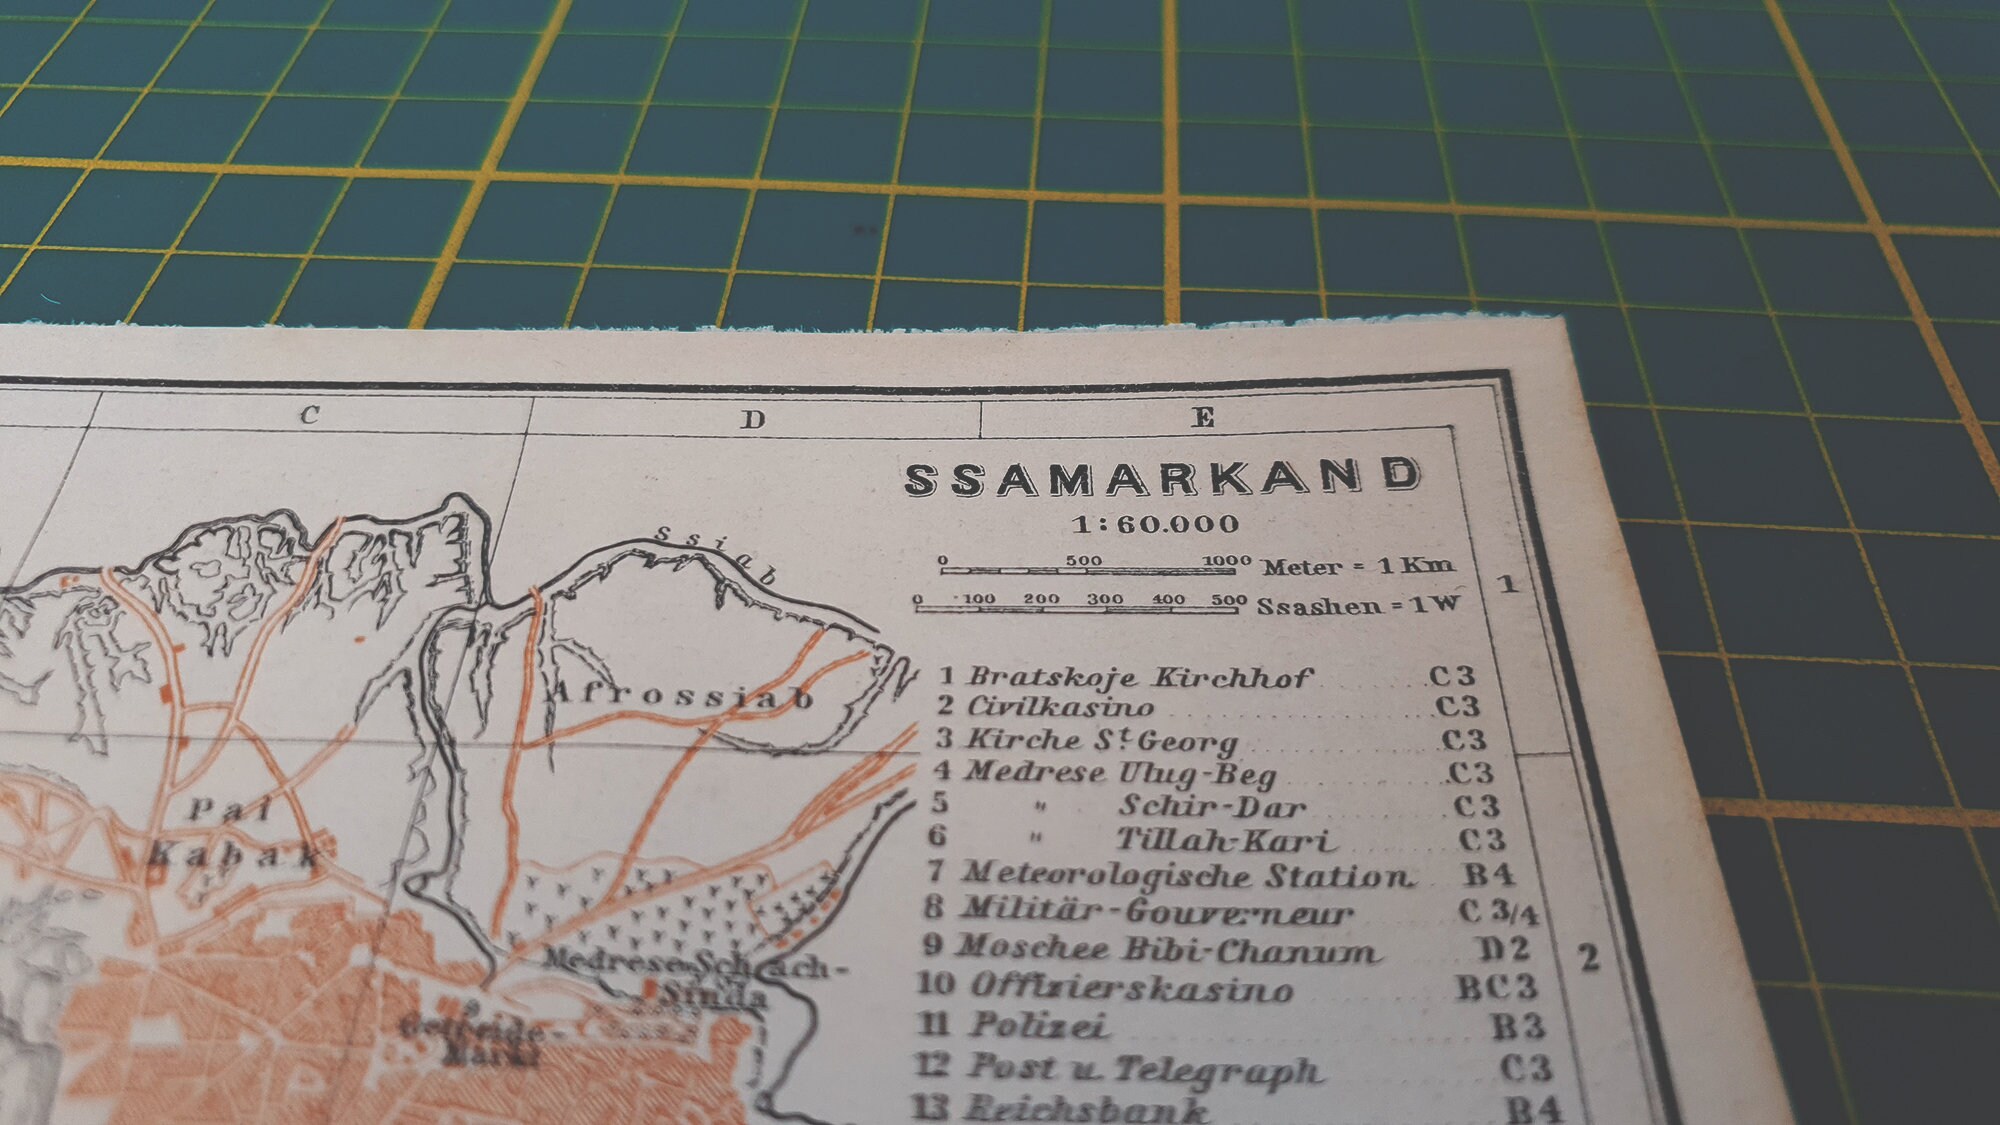 C D E
SSAMARKAND
1:60.000
0 500 1000 Meter = 1 Km
0 100 200 300 400 500 Ssashen = 1 W
1
1 Bratskoje Kirchhof C3
2 Civilkasino C3
3 Kirche St Georg C3
4 Medrese Ulug-Beg C3
5 " Schir-Dar C3
6 " Tillah-Kari C3
7 Meteorologische Station B4
8 Militär-Gouverneur C3/4
9 Moschee Bibi-Chanum D2
10 Offizierskasino BC3
11 Polizei B3
12 Post u. Telegraph C3
13 Reichsbank B4
2
Ssiab
Afrossiab
Pai
Kabak
Medrese Schach-
Sinda
Getreide-
Markt